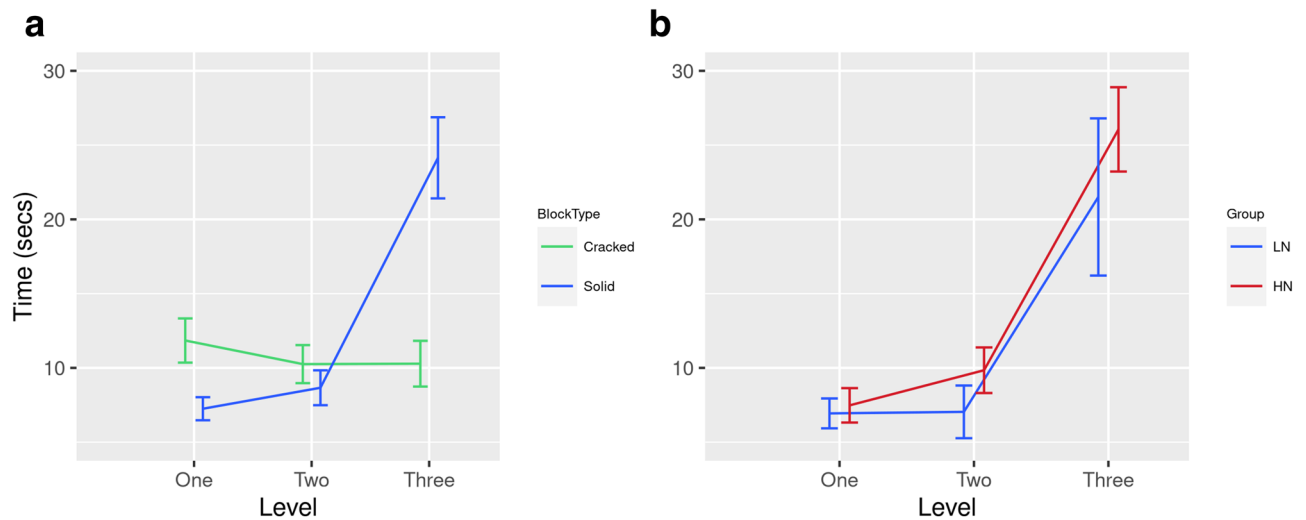 a
30
20
10
Time (secs)
One Two Three
Level
BlockType
Cracked
Solid
b
30
20
10
One Two Three
Level
Group
LN
HN